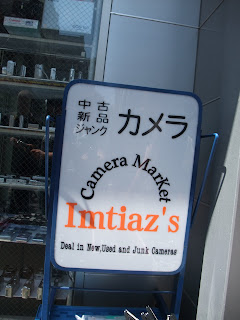 中古
新品
ジャンク
カメラ
Camera Market
Imtiaz's
Deal in New,Used and Junk Cameras